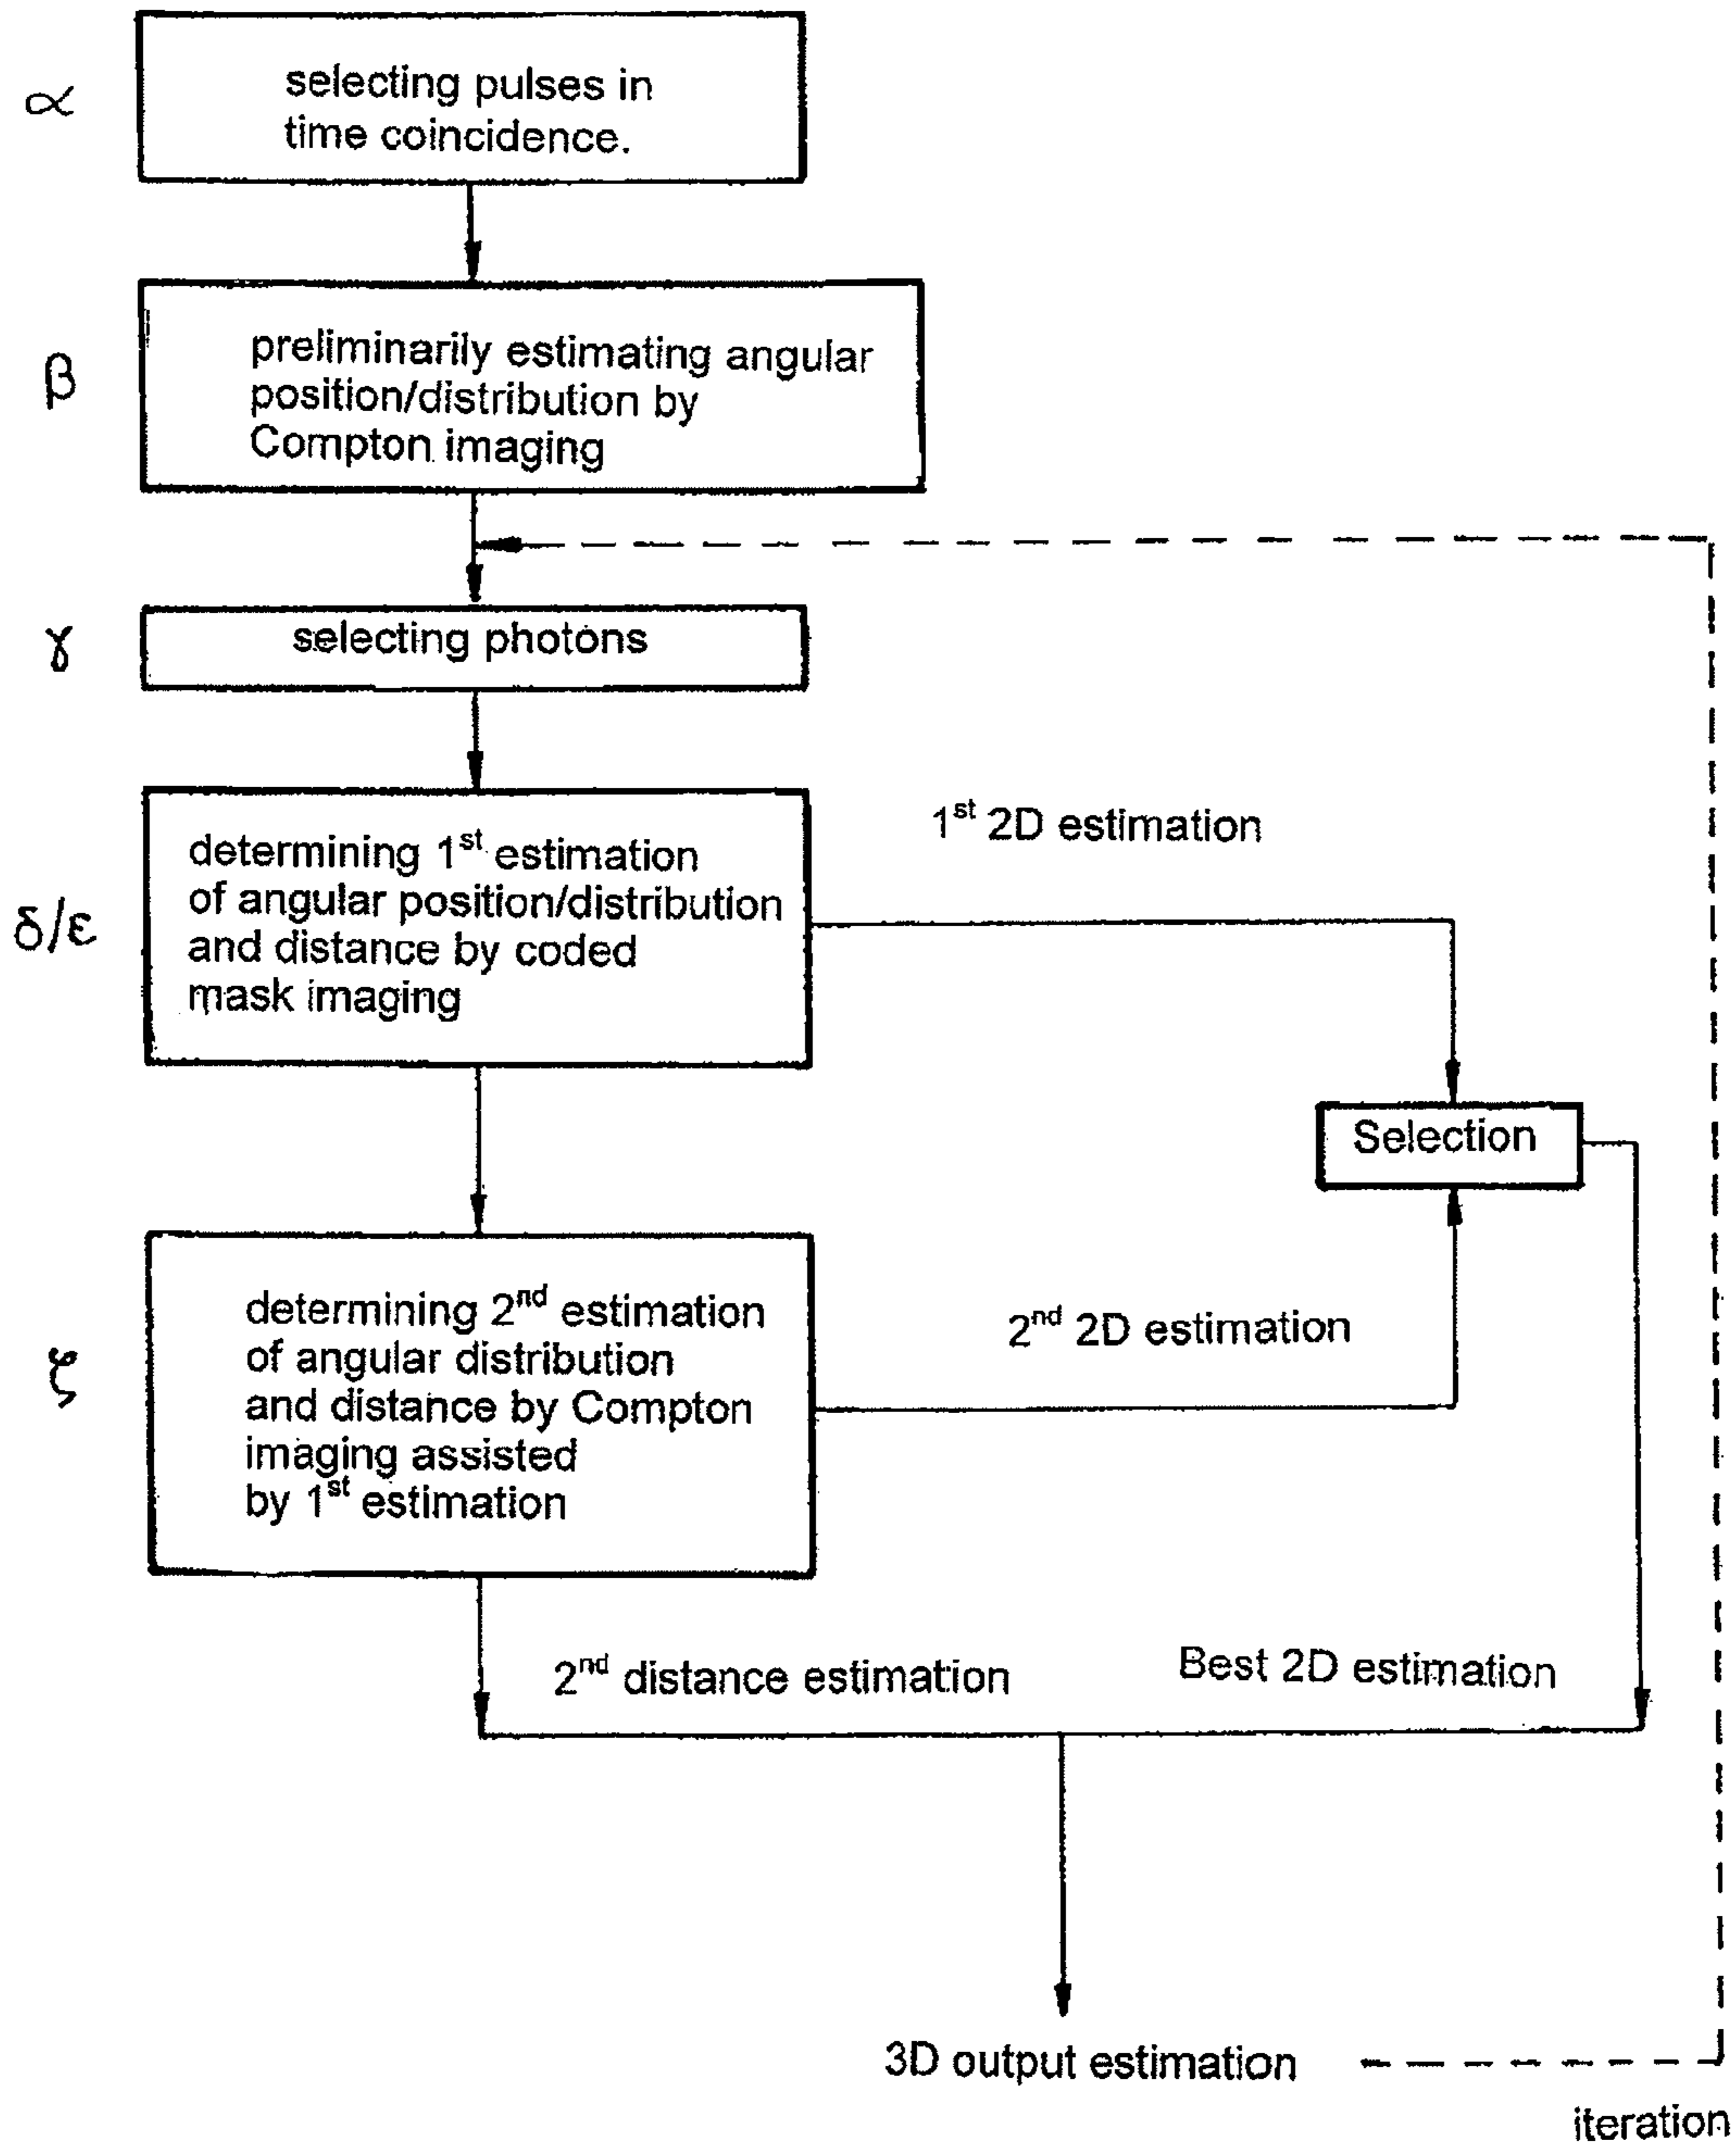 α
selecting pulses in
time coincidence.
β
preliminarily estimating angular
position/distribution by
Compton imaging
γ
selecting photons
δ/ε
determining 1st estimation
of angular position/distribution
and distance by coded
mask imaging
1st 2D estimation
Selection
ζ
determining 2nd estimation
of angular distribution
and distance by Compton
imaging assisted
by 1st estimation
2nd 2D estimation
2nd distance estimation
Best 2D estimation
3D output estimation
iteration